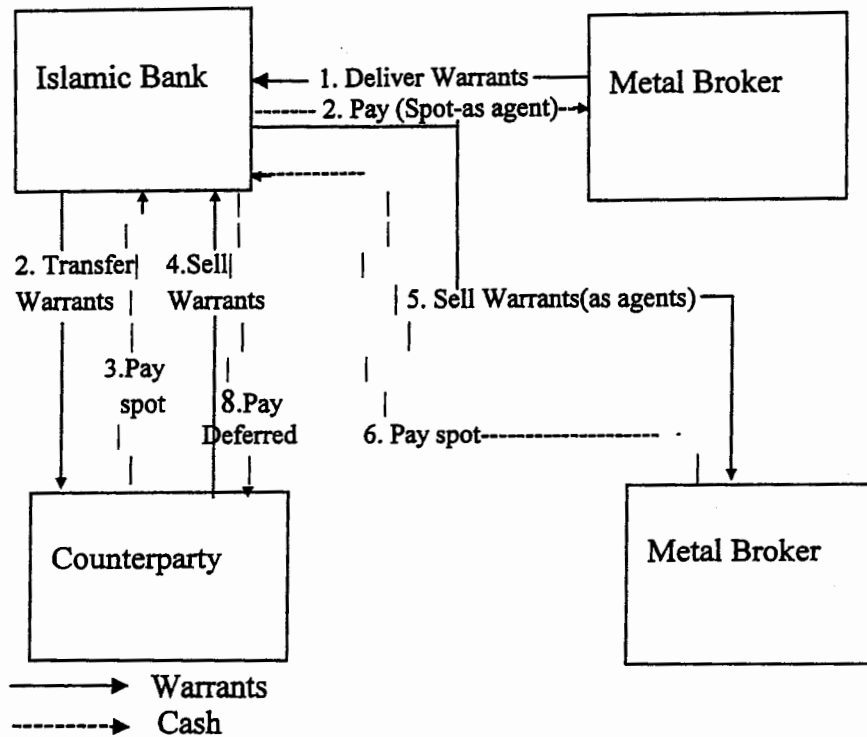 Islamic Bank
1. Deliver Warrants
2. Pay (Spot-as agent)
Metal Broker
2. Transfer
Warrants
4.Sell
Warrants
3.Pay
spot
8.Pay
Deferred
5. Sell Warrants(as agents)
6. Pay spot
Counterparty
Metal Broker
Warrants
Cash